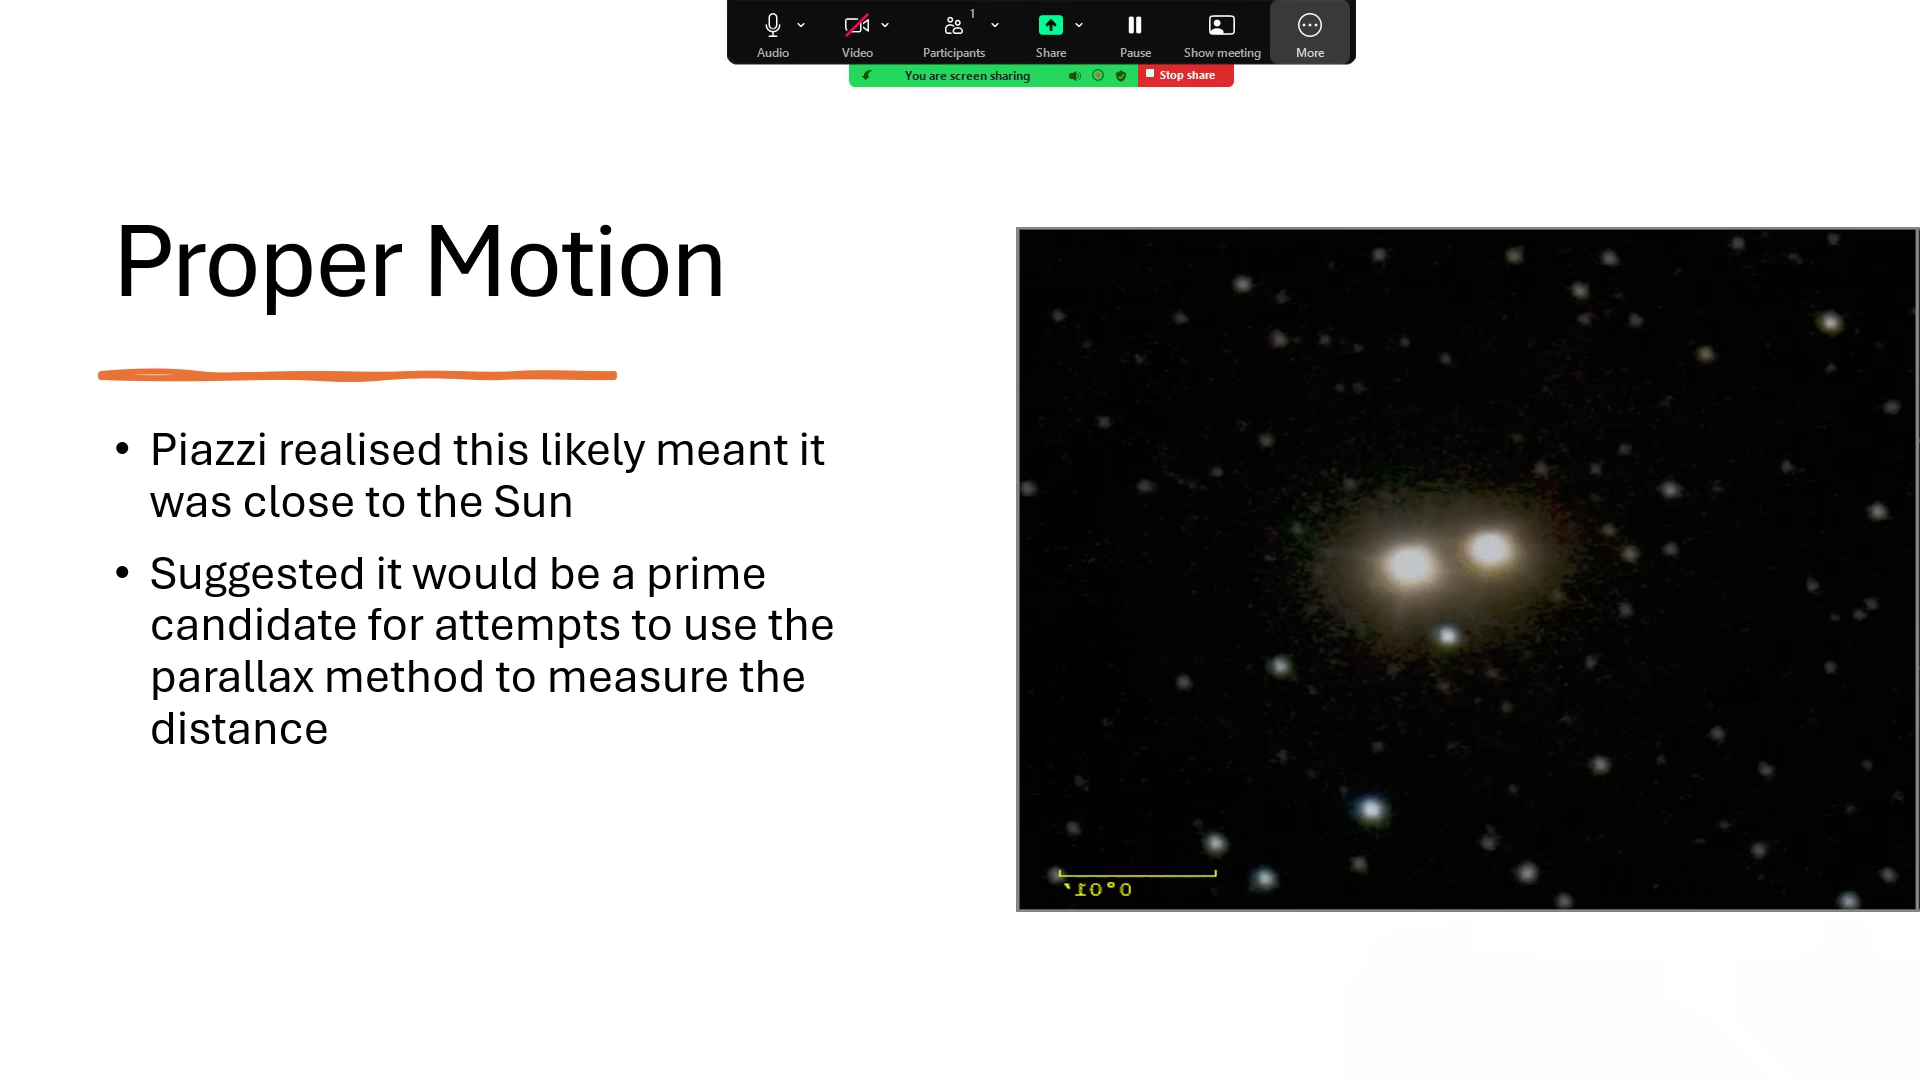 1
Audio
Video
Participants
Share
Pause
Show meeting
More
You are screen sharing
Stop share
Proper Motion
• Piazzi realised this likely meant it
was close to the Sun
• Suggested it would be a prime
candidate for attempts to use the
parallax method to measure the
distance
0°01'